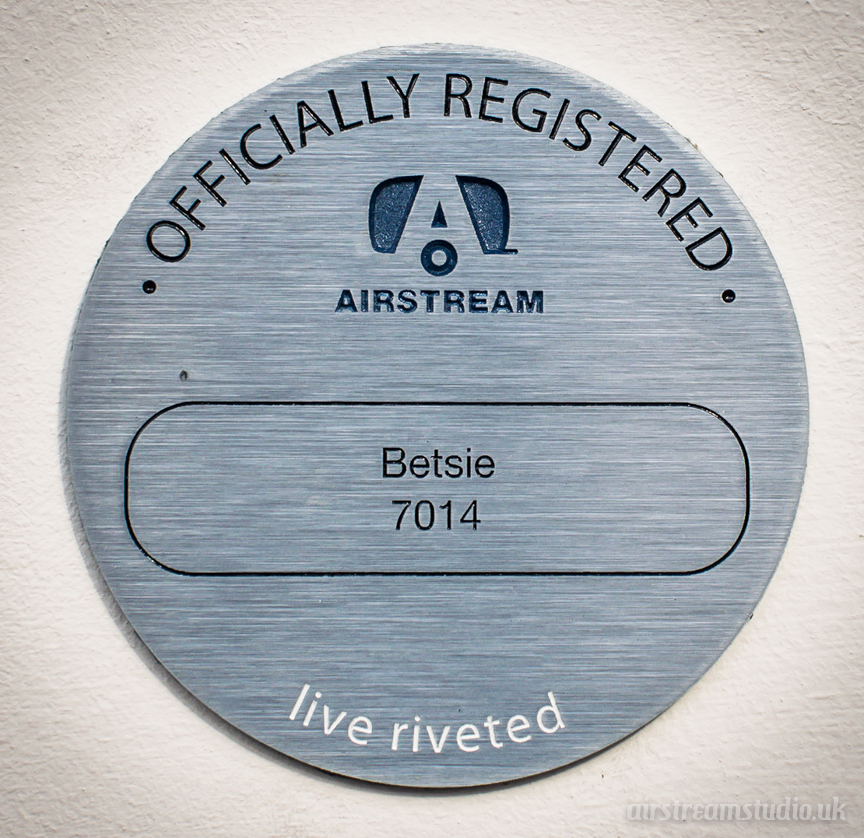 • OFFICIALLY REGISTERED •
AIRSTREAM
Betsie
7014
live riveted
airstreamstudio.uk